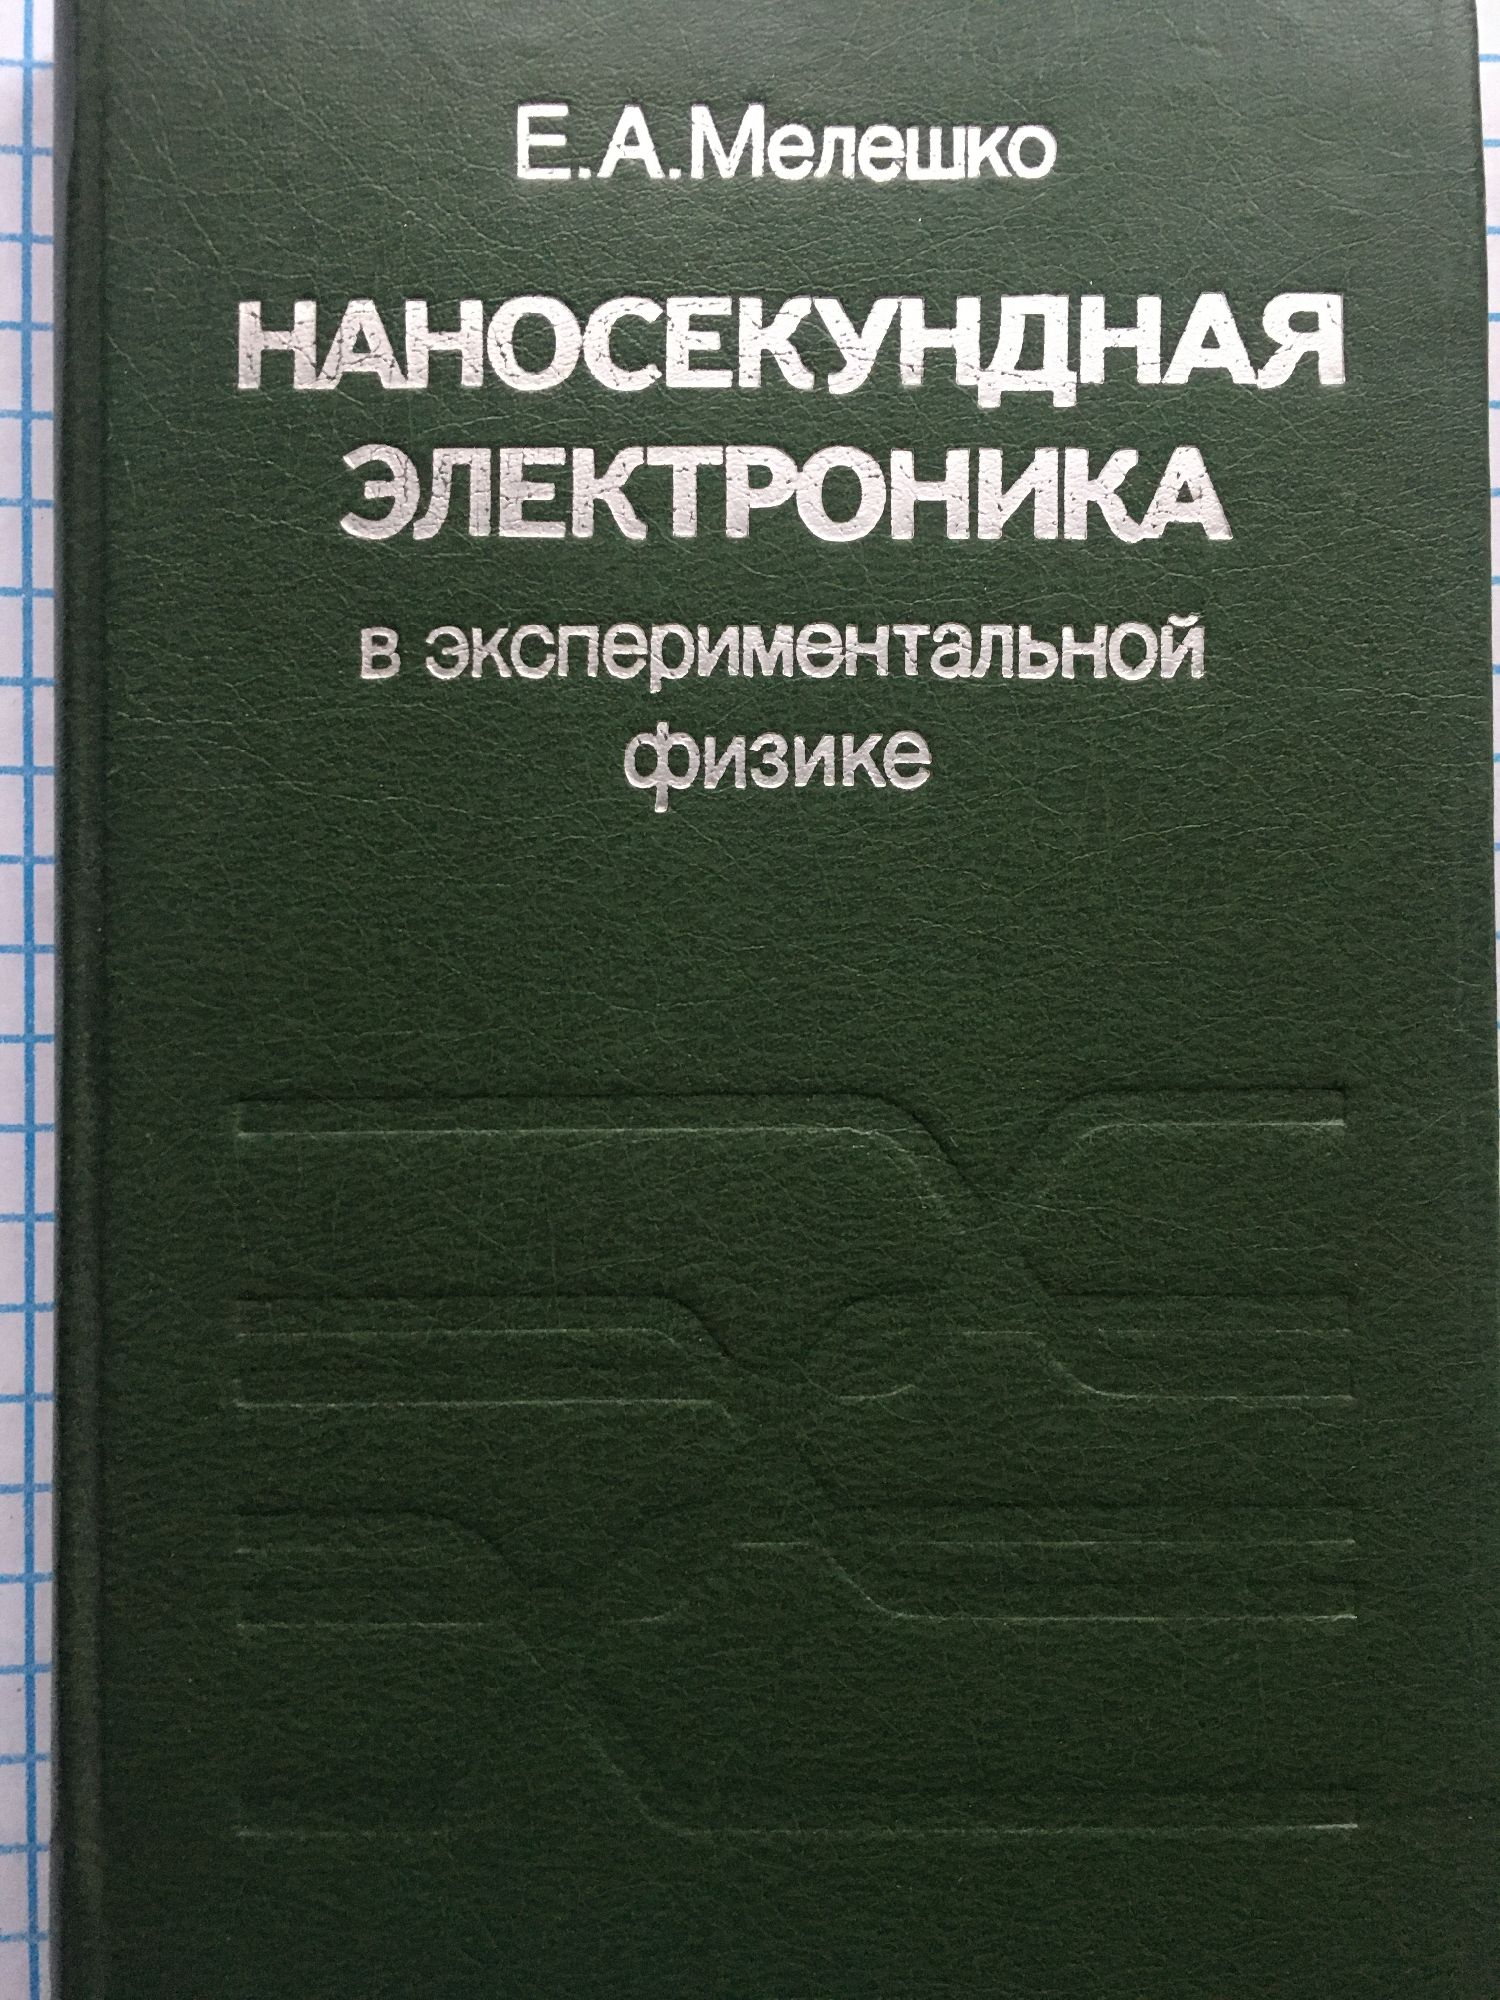 Е.А.Мелешко
НАНОСЕКУНДНАЯ
ЭЛЕКТРОНИКА
в экспериментальной
физике